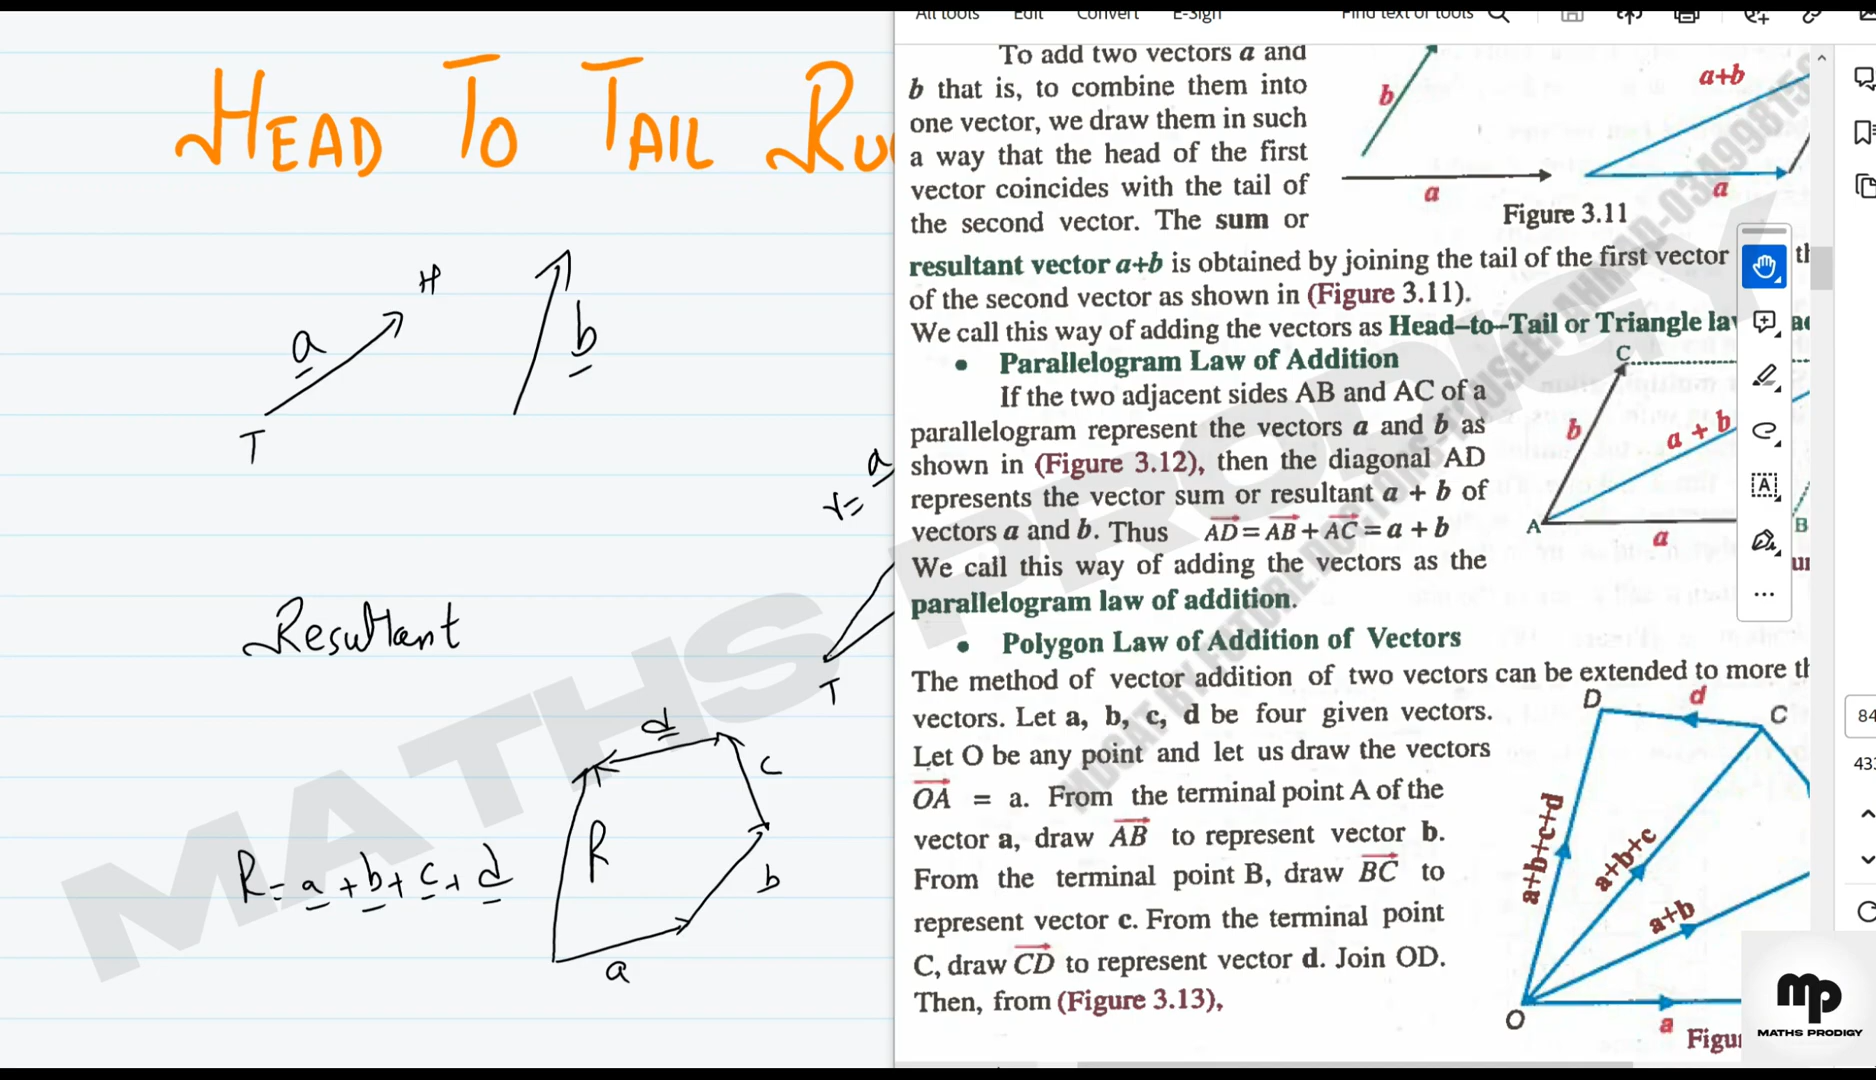 HEAD TO TAIL
H
a
b
T
r = a
Resultant
T
d
c
R
R = a + b + c + d
b
a
All tools Edit Convert E-Sign Find text or tools
To add two vectors a and
b that is, to combine them into
one vector, we draw them in such
a way that the head of the first
vector coincides with the tail of
the second vector. The sum or
resultant vector a+b is obtained by joining the tail of the first vector
of the second vector as shown in (Figure 3.11).
We call this way of adding the vectors as Head–to–Tail or Triangle
b
a
a+b
a
Figure 3.11
• Parallelogram Law of Addition
If the two adjacent sides AB and AC of a
parallelogram represent the vectors a and b as
shown in (Figure 3.12), then the diagonal AD
represents the vector sum or resultant a + b of
vectors a and b. Thus AD = AB + AC = a + b
We call this way of adding the vectors as the
parallelogram law of addition.
C
b
a + b
A
a
B
• Polygon Law of Addition of Vectors
The method of vector addition of two vectors can be extended to more
vectors. Let a, b, c, d be four given vectors.
Let O be any point and let us draw the vectors
OA = a. From the terminal point A of the
vector a, draw AB to represent vector b.
From the terminal point B, draw BC to
represent vector c. From the terminal point
C, draw CD to represent vector d. Join OD.
Then, from (Figure 3.13),
D
d
C
a+b+c+d
a+b+c
a+b
O
a
84
MATHS PRODIGY
mp
MATHS PRODIGY